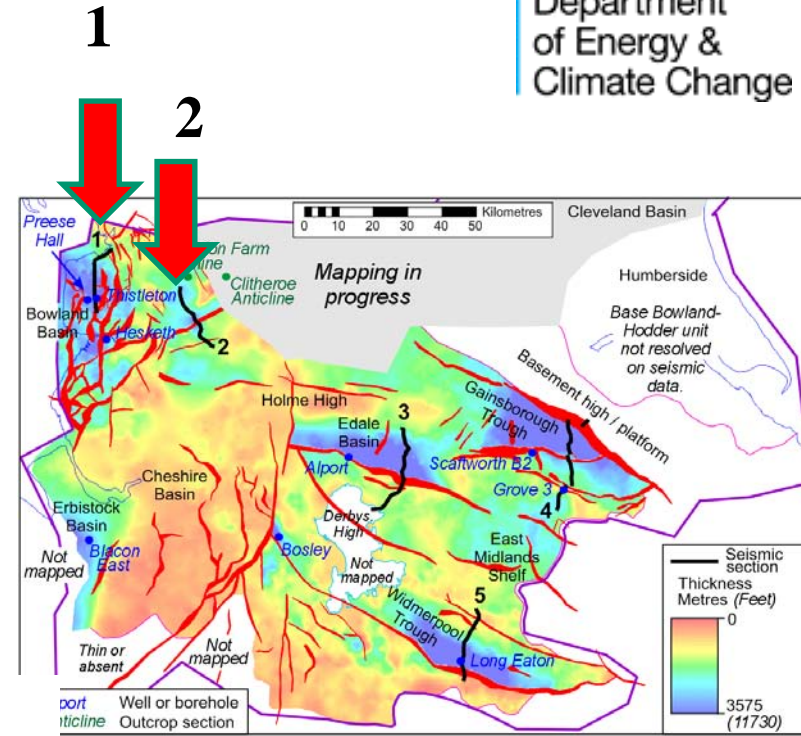 Department
of Energy &
Climate Change
1
2
Kilometres
0 10 20 30 40 50
Cleveland Basin
Preese
Hall
1
on Farm
line
Clitheroe
Anticline
Mapping in
progress
Humberside
Thistleton
Bowland
Basin
Hesketh
2
Base Bowland-
Hodder unit
not resolved
on seismic
data.
Basement high / platform
Holme High
Gainsborough
Trough
3
Edale
Basin
Alport
Scaftworth B2
Grove 3
4
Cheshire
Basin
Erbistock
Basin
Blacon
East
Not
mapped
Derbys.
High
Not
mapped
Bosley
East
Midlands
Shelf
5
Widmerpool
Trough
Long Eaton
Thin or
absent
Not
mapped
Seismic
section
Thickness
Metres (Feet)
0
3575
(11730)
port Well or borehole
nticline Outcrop section